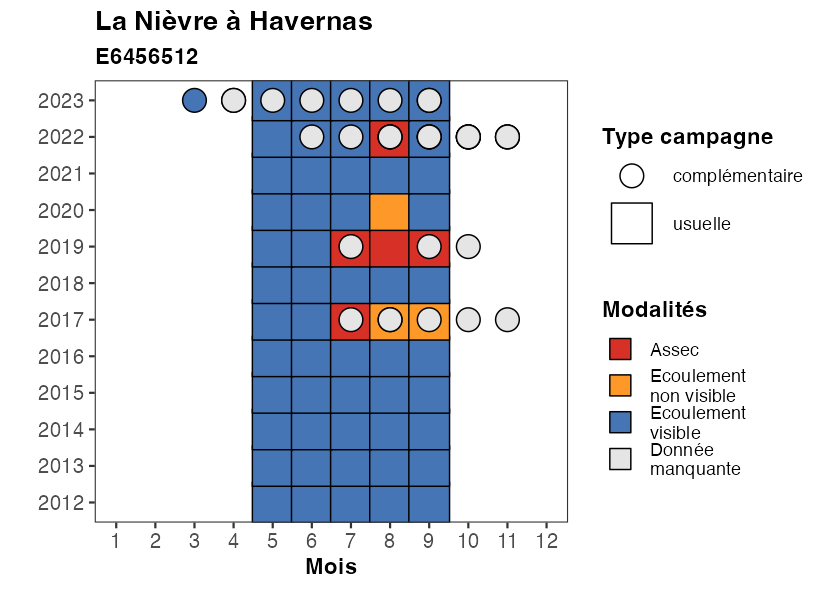 La Nièvre à Havernas
E6456512
2023
2022
2021
2020
2019
2018
2017
2016
2015
2014
2013
2012
1 2 3 4 5 6 7 8 9 10 11 12
Mois
Type campagne
complémentaire
usuelle
Modalités
Assec
Ecoulement
non visible
Ecoulement
visible
Donnée
manquante